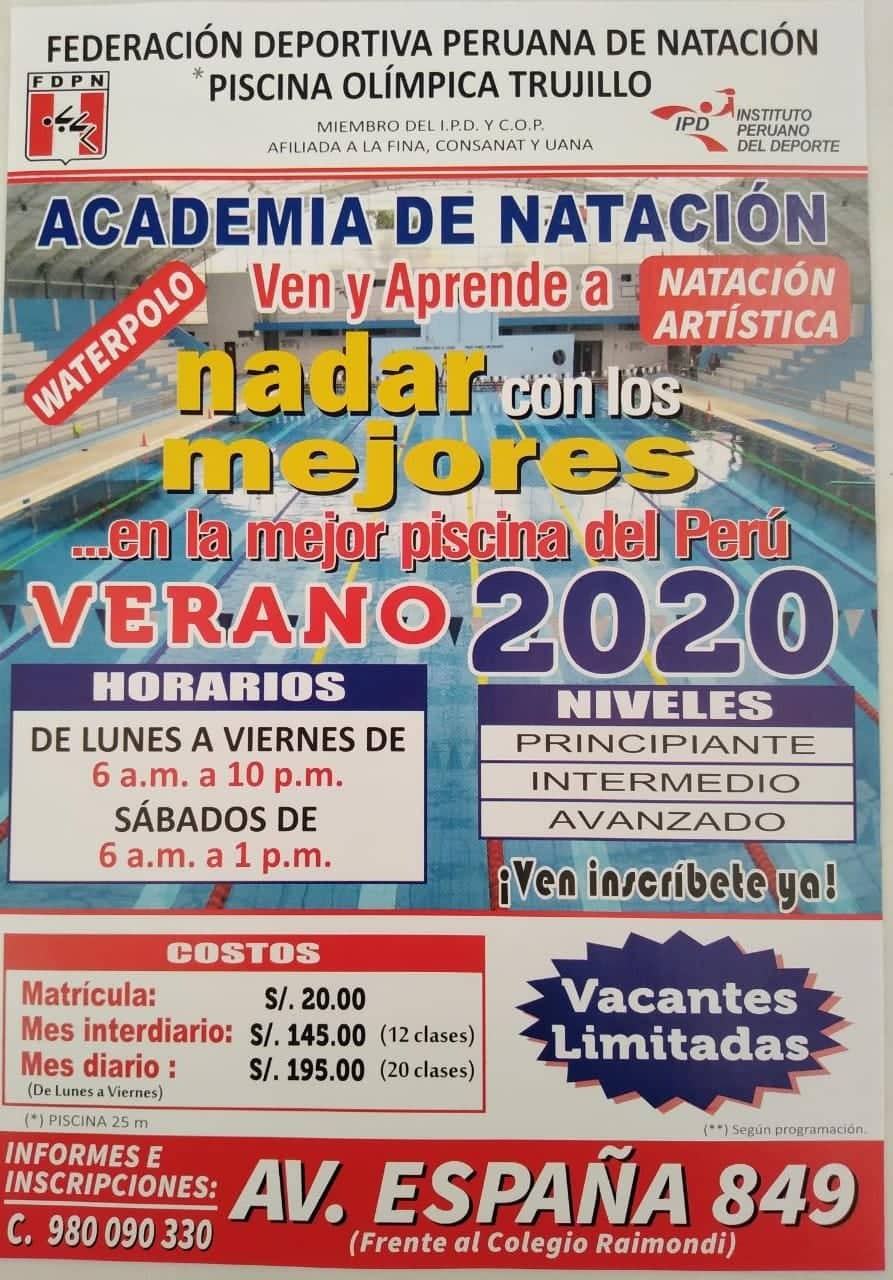 FEDERACIÓN DEPORTIVA PERUANA DE NATACIÓN
*PISCINA OLÍMPICA TRUJILLO
FDPN
MIEMBRO DEL I.P.D. Y C.O.P.
AFILIADA A LA FINA, CONSANAT Y UANA
IPD
INSTITUTO
PERUANO
DEL DEPORTE
ACADEMIA DE NATACIÓN
Ven y Aprende a
WATERPOLO
NATACIÓN
ARTÍSTICA
nadar con los
mejores
...en la mejor piscina del Perú
VERANO 2020
HORARIOS
DE LUNES A VIERNES DE
6 a.m. a 10 p.m.
SÁBADOS DE
6 a.m. a 1 p.m.
NIVELES
PRINCIPIANTE
INTERMEDIO
AVANZADO
¡Ven inscríbete ya!
COSTOS
Matrícula: S/. 20.00
Mes interdiario: S/. 145.00 (12 clases)
Mes diario : S/. 195.00 (20 clases)
(De Lunes a Viernes)
(*) PISCINA 25 m
Vacantes
Limitadas
(**) Según programación.
INFORMES E
INSCRIPCIONES:
C. 980 090 330
AV. ESPAÑA 849
(Frente al Colegio Raimondi)